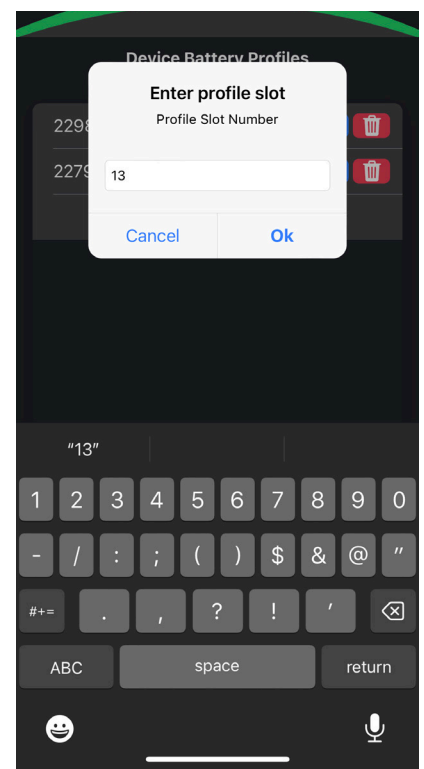 Device Battery Profiles
Enter profile slot
Profile Slot Number
2298
13
2279
Cancel Ok
“13”
1 2 3 4 5 6 7 8 9 0
- / : ; ( ) $ & @ "
#+= . , ? ! '
ABC space return